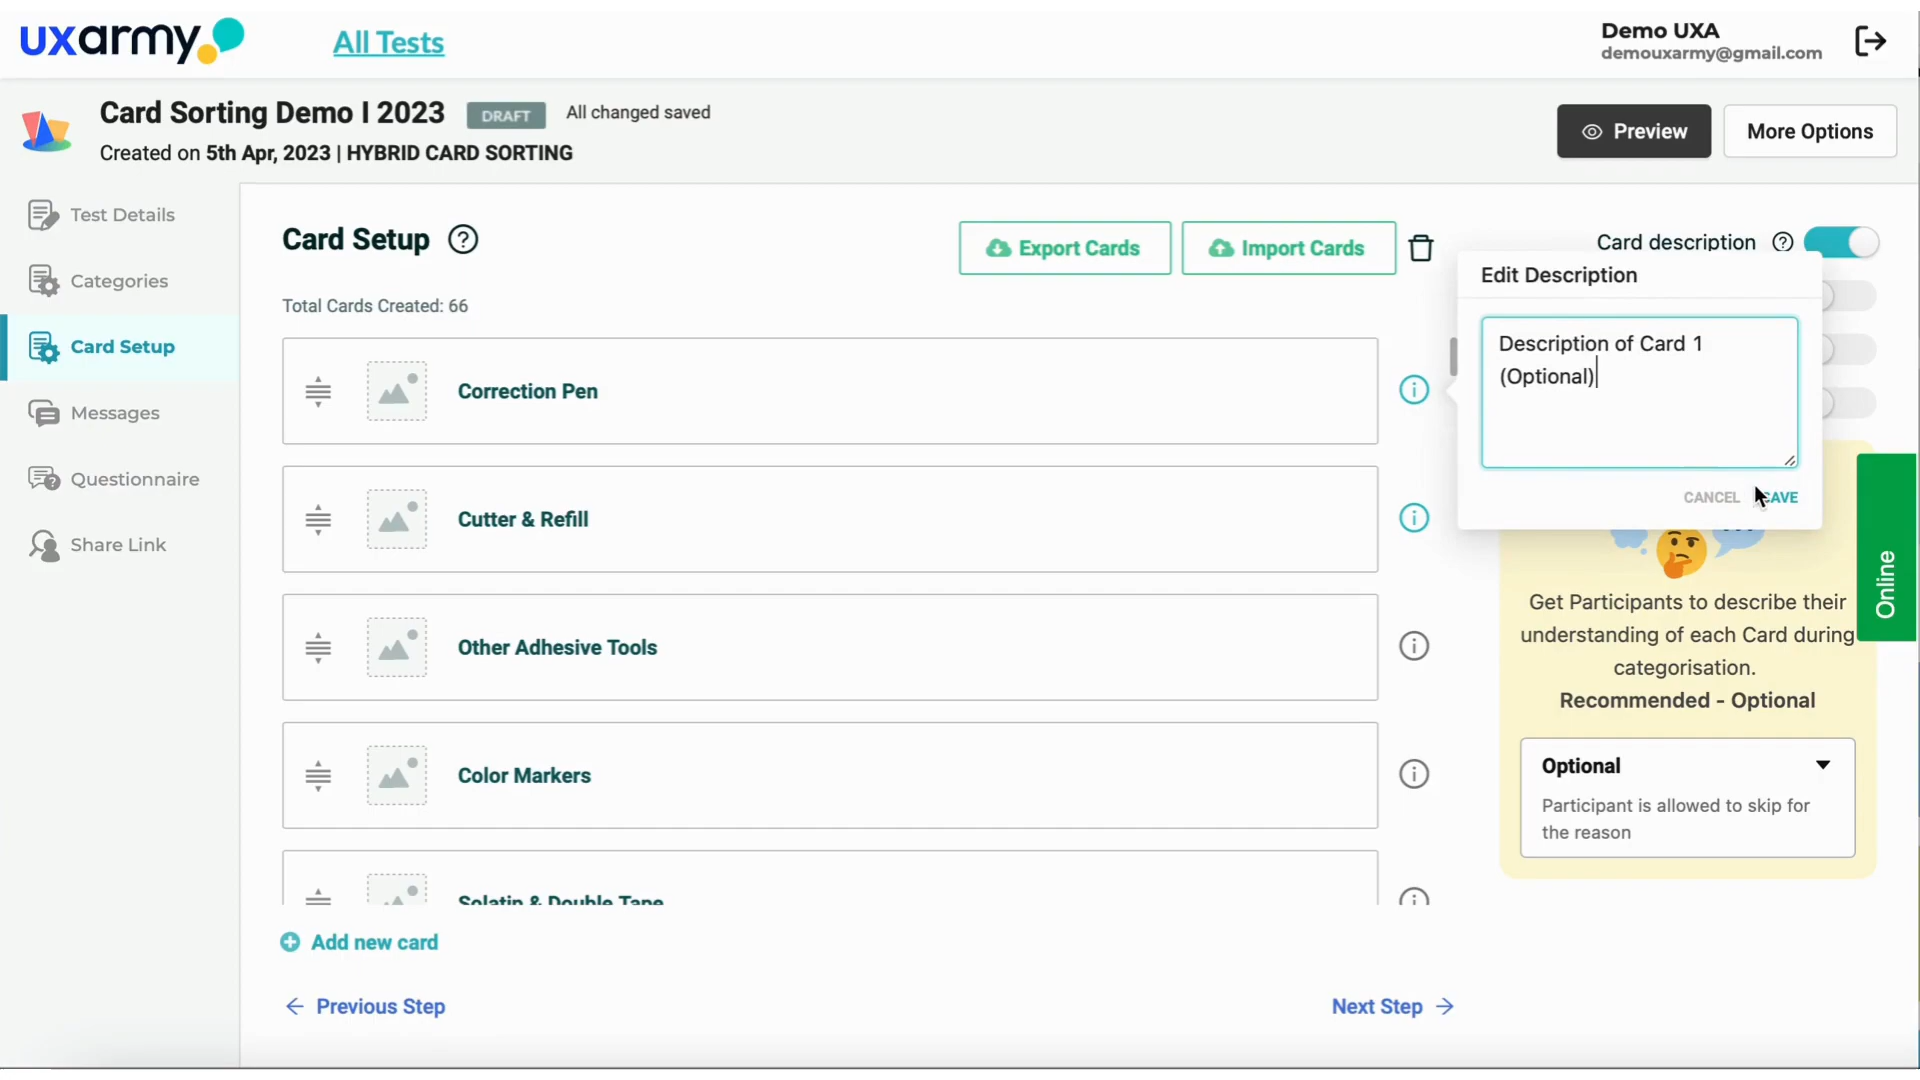 uxarmy
All Tests
Demo UXA
demouxarmy@gmail.com
Card Sorting Demo I 2023
DRAFT
All changed saved
Created on 5th Apr, 2023 | HYBRID CARD SORTING
Preview
More Options
Test Details
Categories
Card Setup
Messages
Questionnaire
Share Link
Card Setup ?
Export Cards
Import Cards
Card description ?
Total Cards Created: 66
Edit Description
Description of Card 1
(Optional)
CANCEL
Correction Pen
Cutter & Refill
Other Adhesive Tools
Color Markers
Solatip & Double Tape
Add new card
Previous Step
Next Step
Get Participants to describe their
understanding of each Card during
categorisation.
Recommended - Optional
Optional
Participant is allowed to skip for
the reason
Online